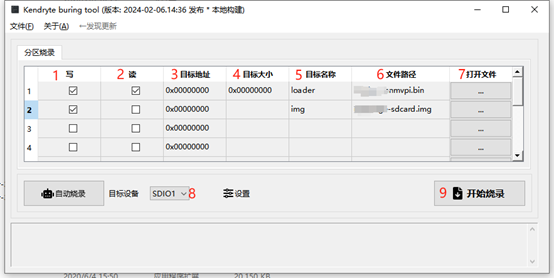 Kendryte buring tool (版本: 2024-02-06,14:36 发布 * 本地构建)
文件(F) 关于(A) ←发现更新
分区烧录
1 写 2 读 3 目标地址 4 目标大小 5 目标名称 6 文件路径 7 打开文件
1 0x00000000 0x00000000 loader nmvpi.bin ...
2 0x00000000 img -sdcard.img ...
3 0x00000000 ...
4 0x00000000 ...
自动烧录 目标设备 SDIO1 8 设置 9 开始烧录
2020/6/4 15:50 应用程序扩展 20,150 KB